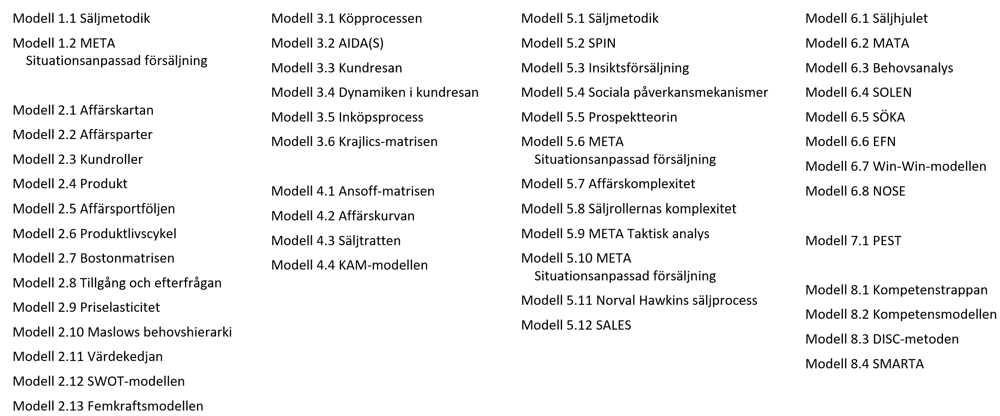 Modell 1.1 Säljmetodik
Modell 1.2 META
Situationsanpassad försäljning
Modell 2.1 Affärskartan
Modell 2.2 Affärsparter
Modell 2.3 Kundroller
Modell 2.4 Produkt
Modell 2.5 Affärsportföljen
Modell 2.6 Produktlivscykel
Modell 2.7 Bostonmatrisen
Modell 2.8 Tillgång och efterfrågan
Modell 2.9 Priselasticitet
Modell 2.10 Maslows behovshierarki
Modell 2.11 Värdekedjan
Modell 2.12 SWOT-modellen
Modell 2.13 Femkraftsmodellen
Modell 3.1 Köpprocessen
Modell 3.2 AIDA(S)
Modell 3.3 Kundresan
Modell 3.4 Dynamiken i kundresan
Modell 3.5 Inköpsprocess
Modell 3.6 Krajlics-matrisen
Modell 4.1 Ansoff-matrisen
Modell 4.2 Affärskurvan
Modell 4.3 Säljtratten
Modell 4.4 KAM-modellen
Modell 5.1 Säljmetodik
Modell 5.2 SPIN
Modell 5.3 Insiktsförsäljning
Modell 5.4 Sociala påverkansmekanismer
Modell 5.5 Prospektteorin
Modell 5.6 META
Situationsanpassad försäljning
Modell 5.7 Affärskomplexitet
Modell 5.8 Säljrollernas komplexitet
Modell 5.9 META Taktisk analys
Modell 5.10 META
Situationsanpassad försäljning
Modell 5.11 Norval Hawkins säljprocess
Modell 5.12 SALES
Modell 6.1 Säljhjulet
Modell 6.2 MATA
Modell 6.3 Behovsanalys
Modell 6.4 SOLEN
Modell 6.5 SÖKA
Modell 6.6 EFN
Modell 6.7 Win-Win-modellen
Modell 6.8 NOSE
Modell 7.1 PEST
Modell 8.1 Kompetenstrappan
Modell 8.2 Kompetensmodellen
Modell 8.3 DISC-metoden
Modell 8.4 SMARTA